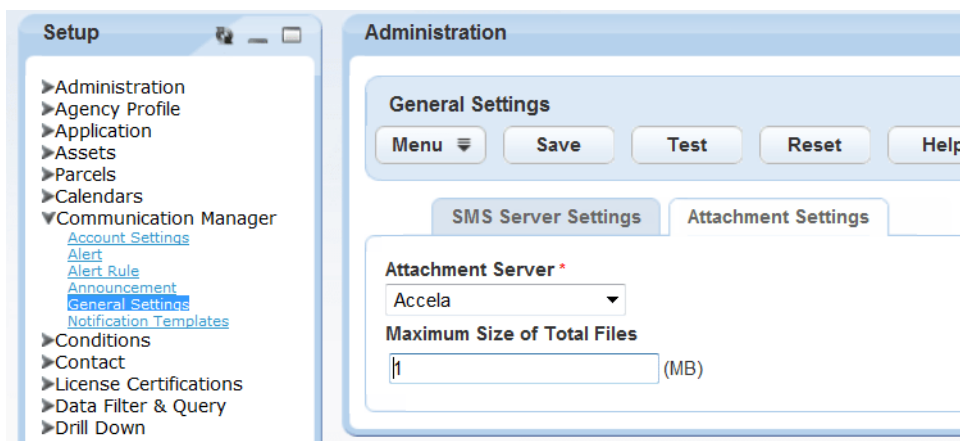 Setup
Administration
Agency Profile
Application
Assets
Parcels
Calendars
Communication Manager
Account Settings
Alert
Alert Rule
Announcement
General Settings
Notification Templates
Conditions
Contact
License Certifications
Data Filter & Query
Drill Down
Administration
General Settings
Menu Save Test Reset Help
SMS Server Settings Attachment Settings
Attachment Server *
Accela
Maximum Size of Total Files
1 (MB)